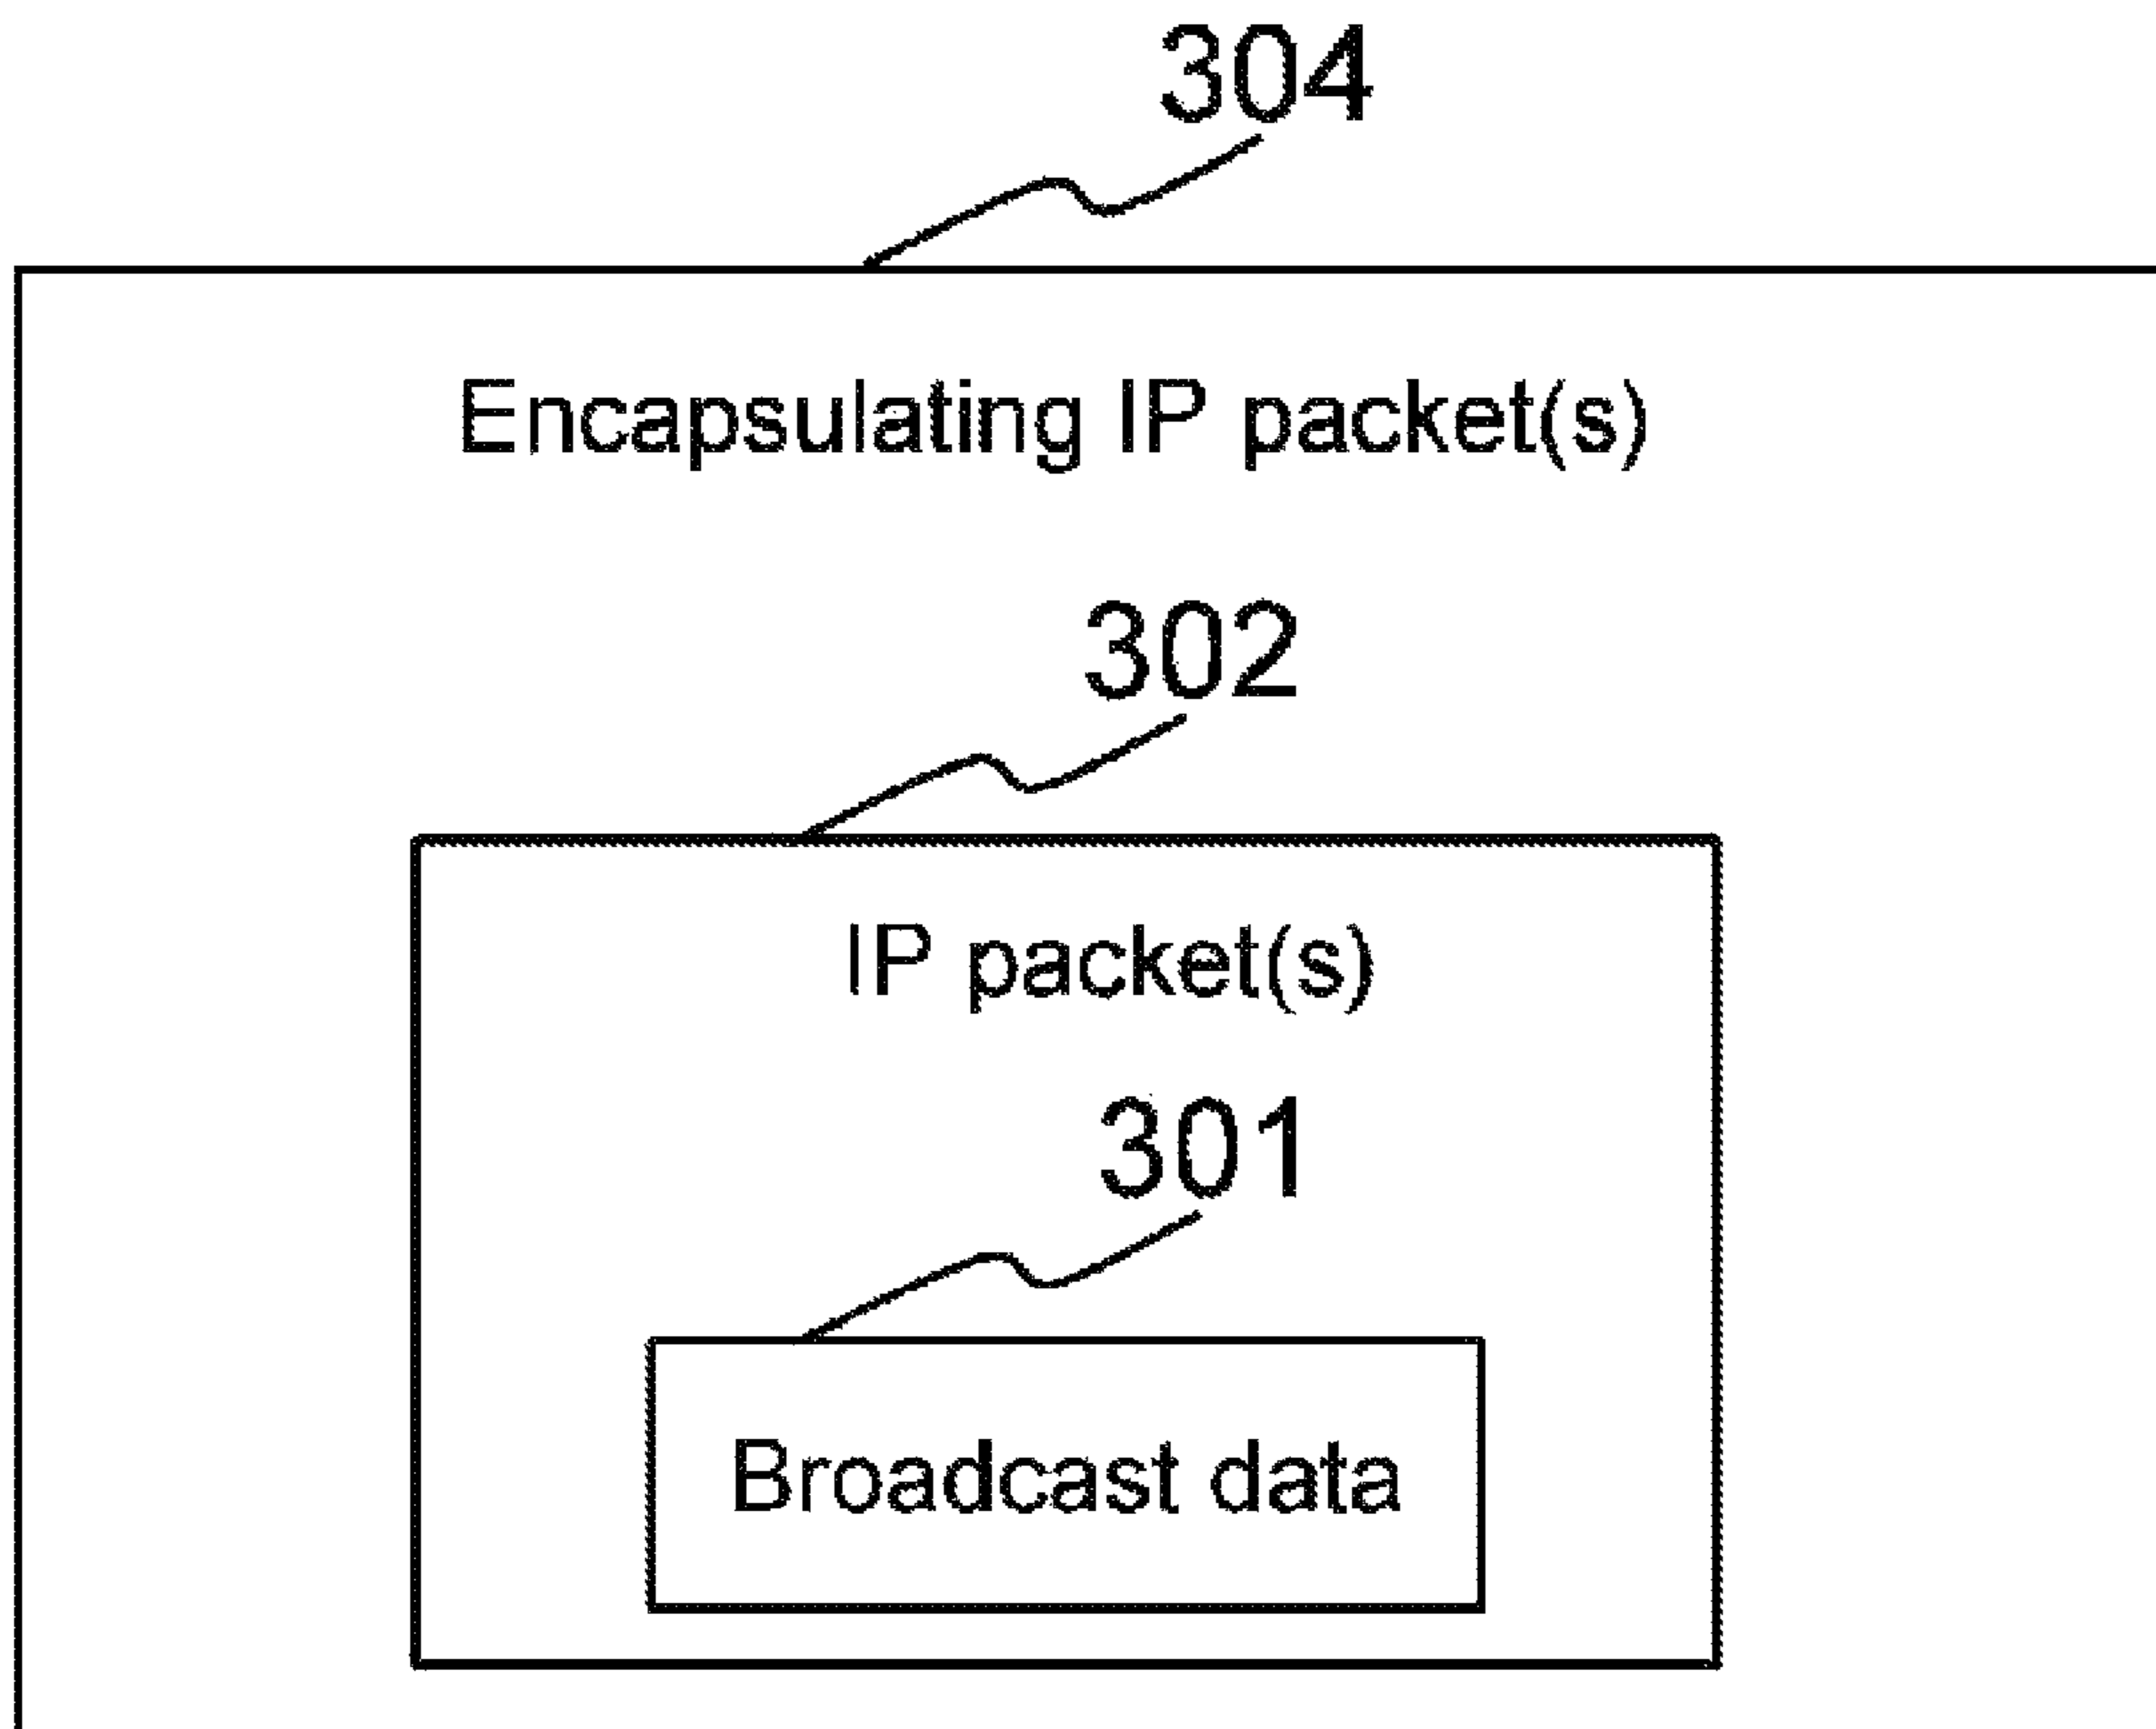 304
Encapsulating IP packet(s)
302
IP packet(s)
301
Broadcast data